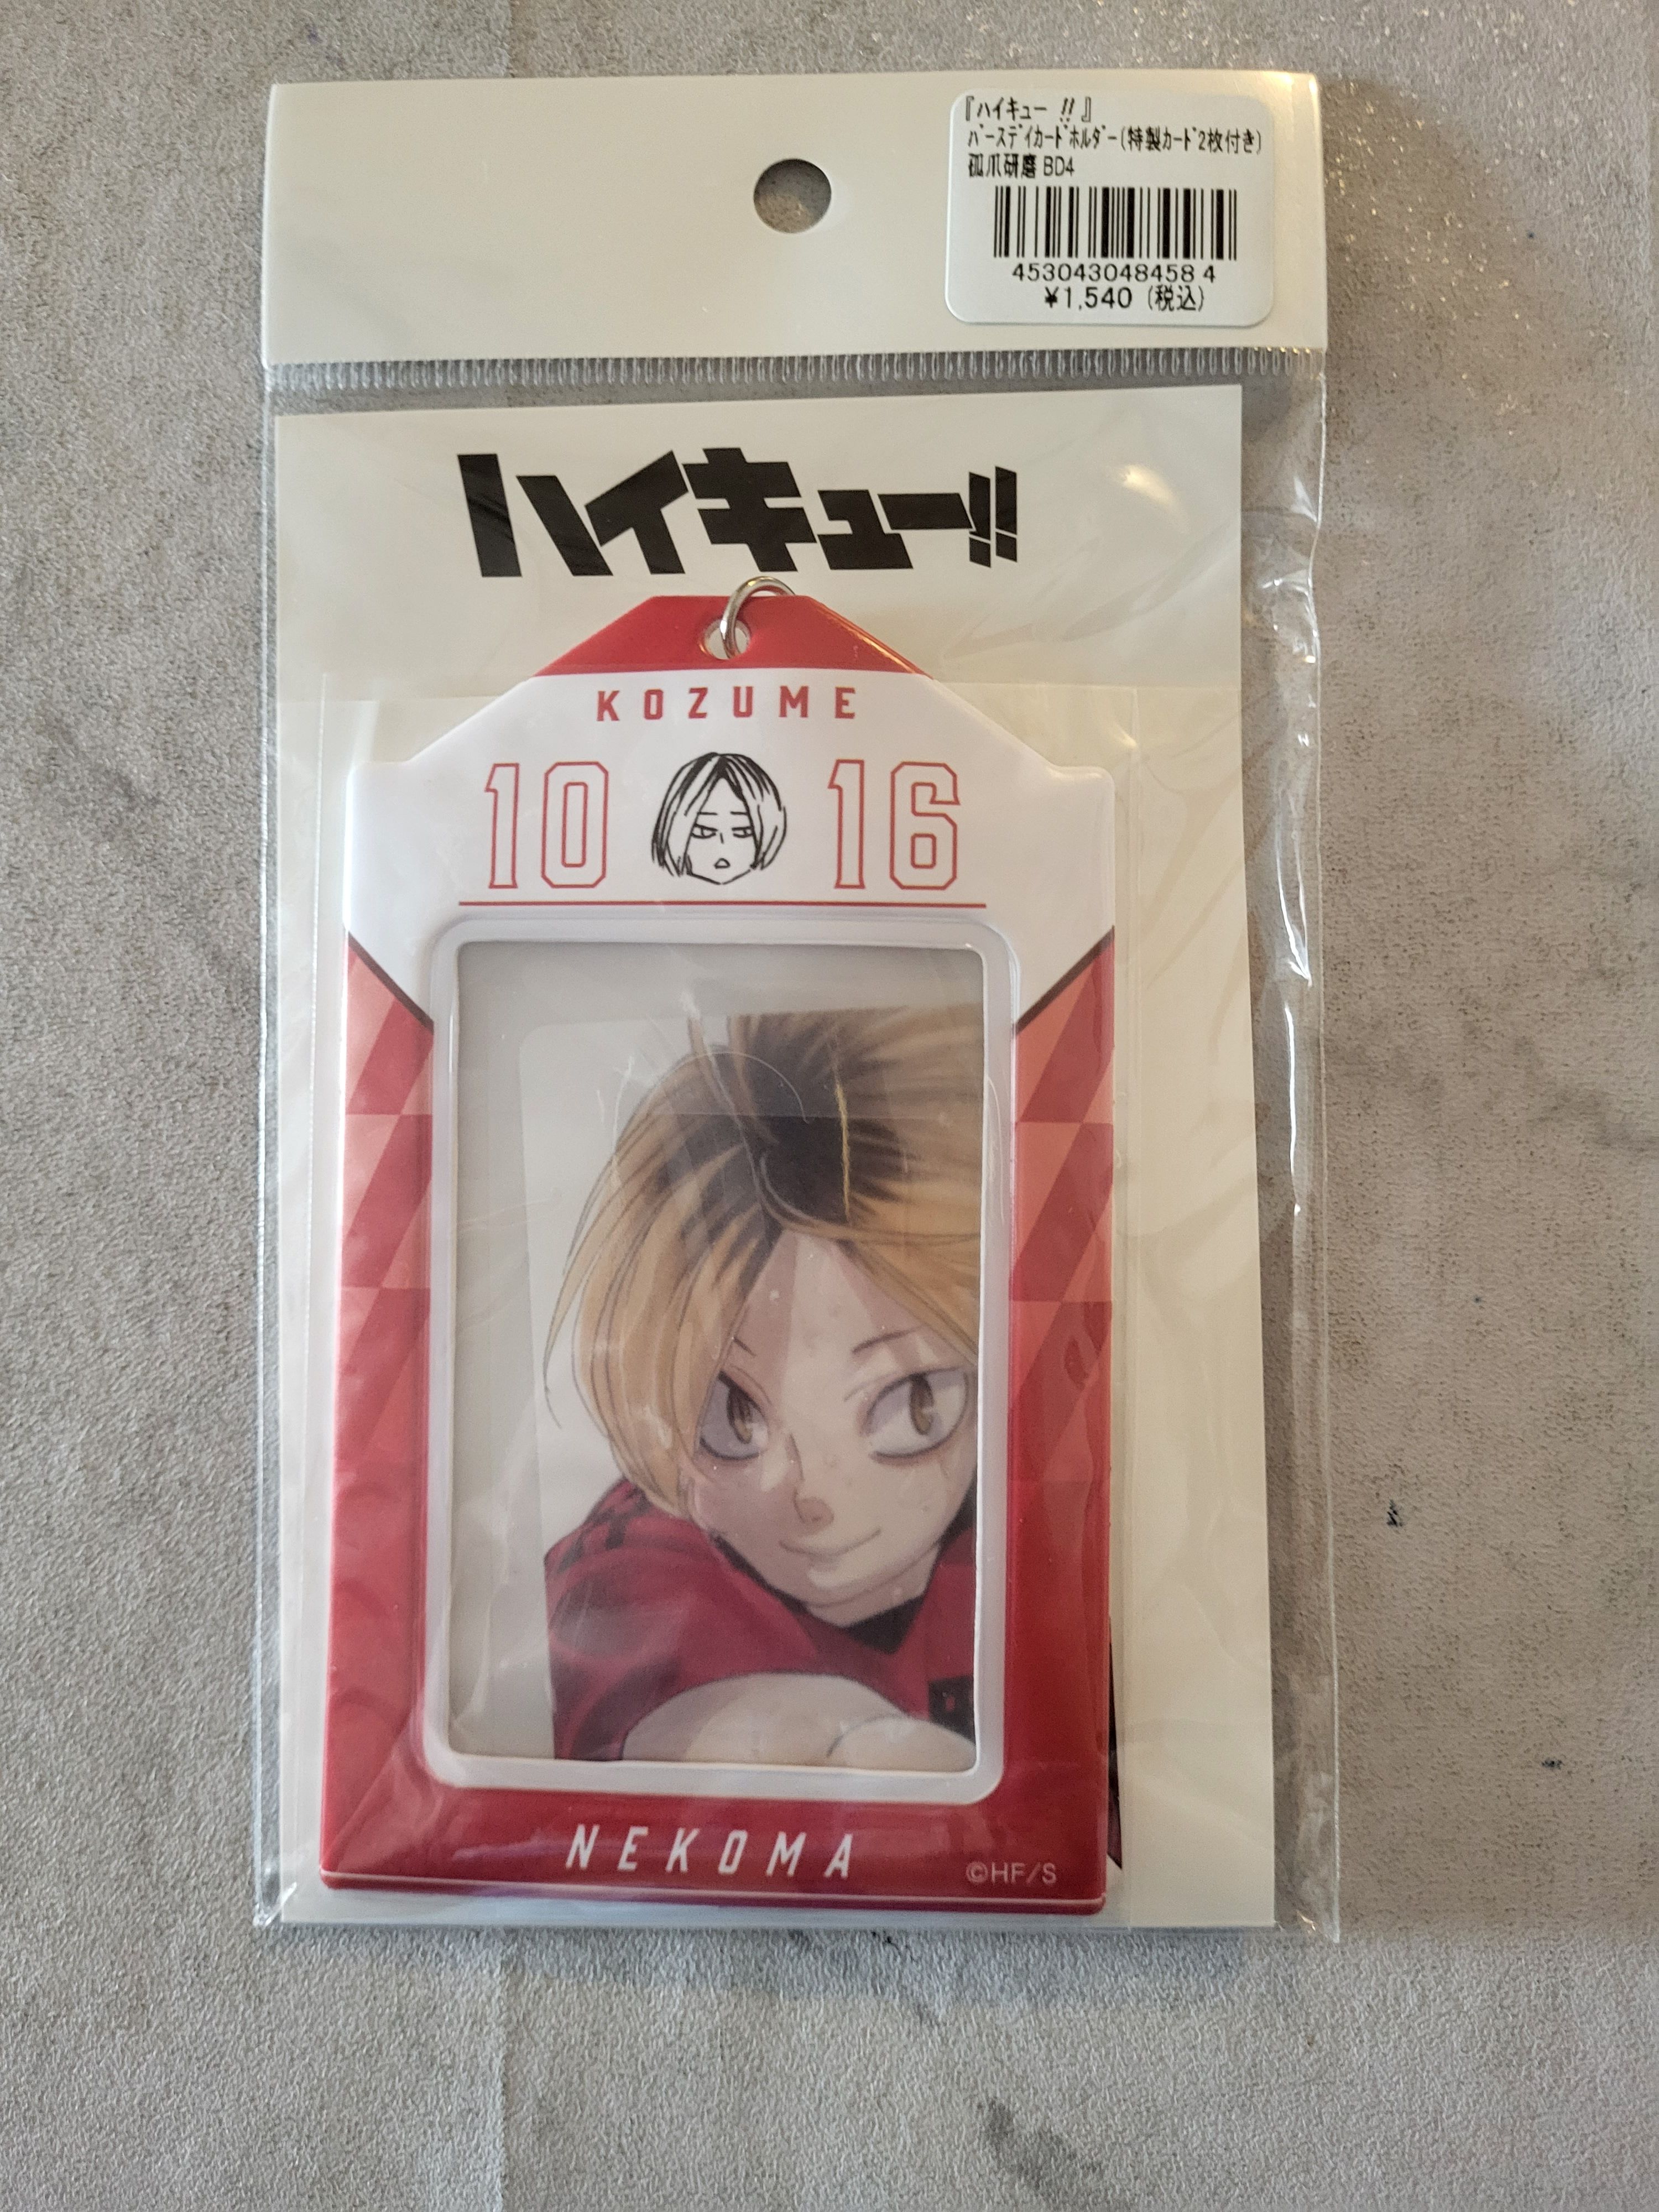 『ハイキュー !!』
バースデイカードホルダー(特製カード2枚付き)
孤爪研磨 BD4
453043048458 4
¥1,540 (税込)
ハイキュー!!
KOZUME
10 16
NEKOMA
©HF/S